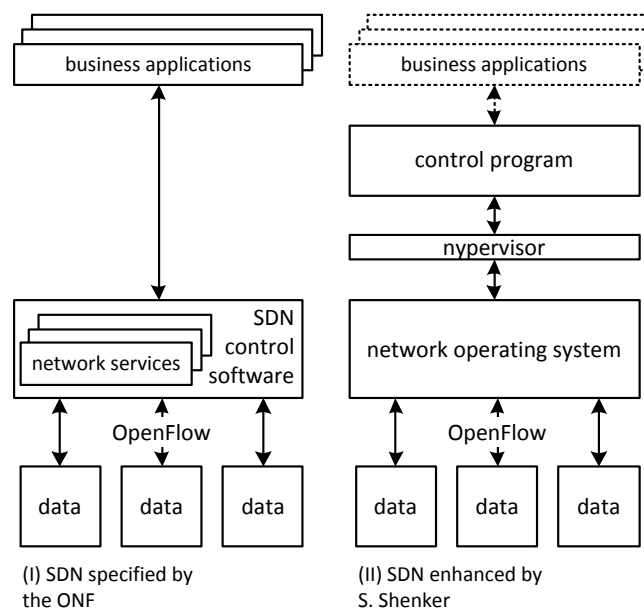 business applications
SDN
control
software
network services
OpenFlow
data
data
data
(I) SDN specified by
the ONF
business applications
control program
nypervisor
network operating system
OpenFlow
data
data
data
(II) SDN enhanced by
S. Shenker